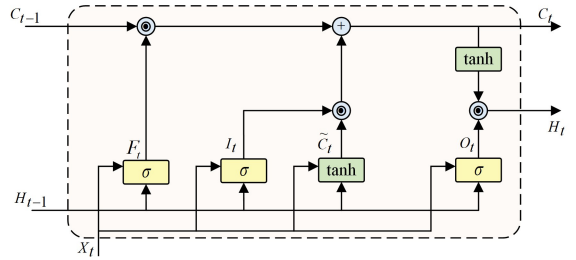 C_{t-1} + C_t
tanh
H_t
F_t I_t \tilde{C}_t O_t
σ σ tanh σ
H_{t-1}
X_t